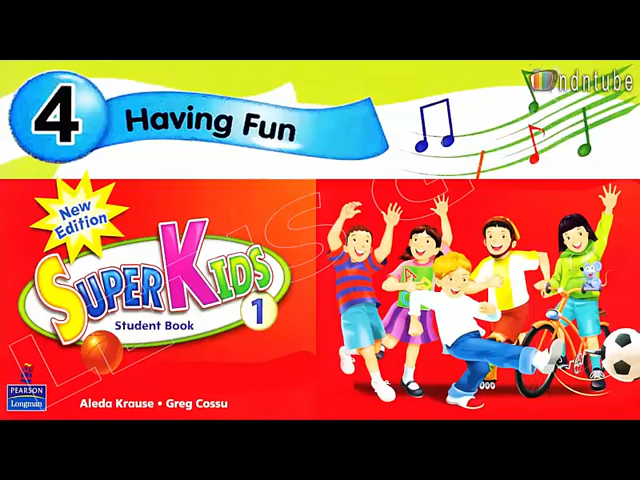 4
Having Fun
ndntube
New
Edition
SUPERKIDS
Student Book 1
PEARSON
Longman
Aleda Krause • Greg Cossu